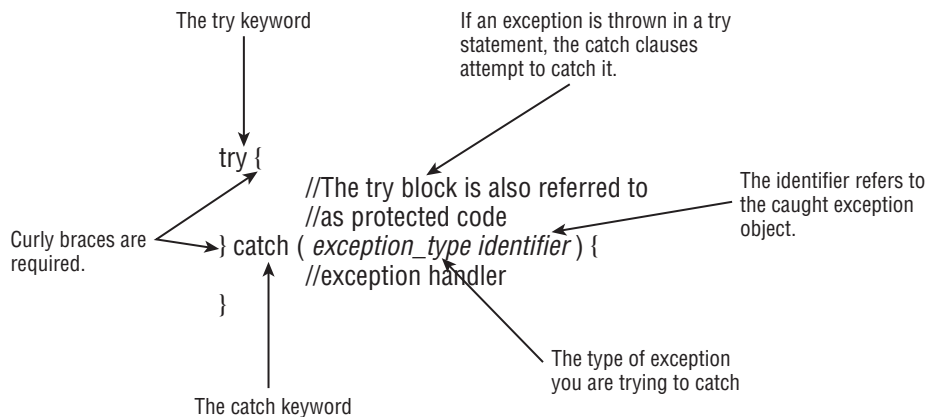 The try keyword
If an exception is thrown in a try
statement, the catch clauses
attempt to catch it.
try {
//The try block is also referred to
//as protected code
} catch ( exception_type identifier ) {
//exception handler
}
Curly braces are
required.
The identifier refers to
the caught exception
object.
The type of exception
you are trying to catch
The catch keyword